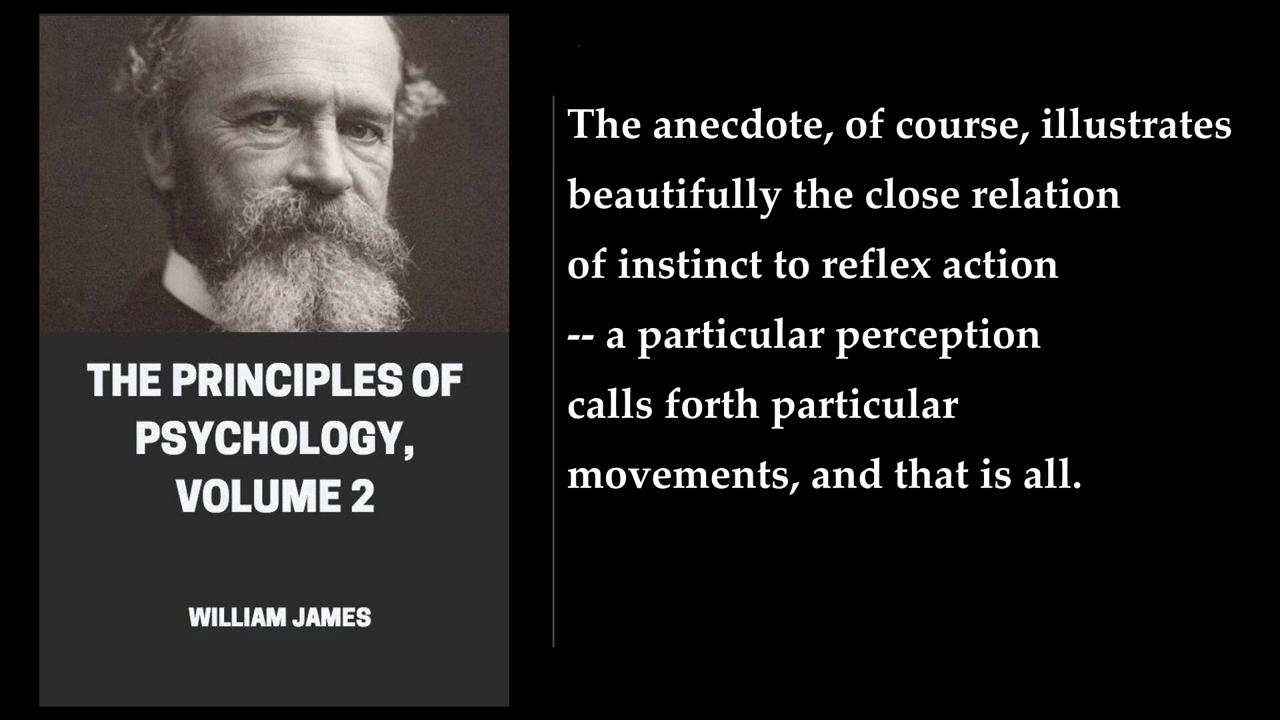 THE PRINCIPLES OF
PSYCHOLOGY,
VOLUME 2
WILLIAM JAMES
The anecdote, of course, illustrates
beautifully the close relation
of instinct to reflex action
-- a particular perception
calls forth particular
movements, and that is all.